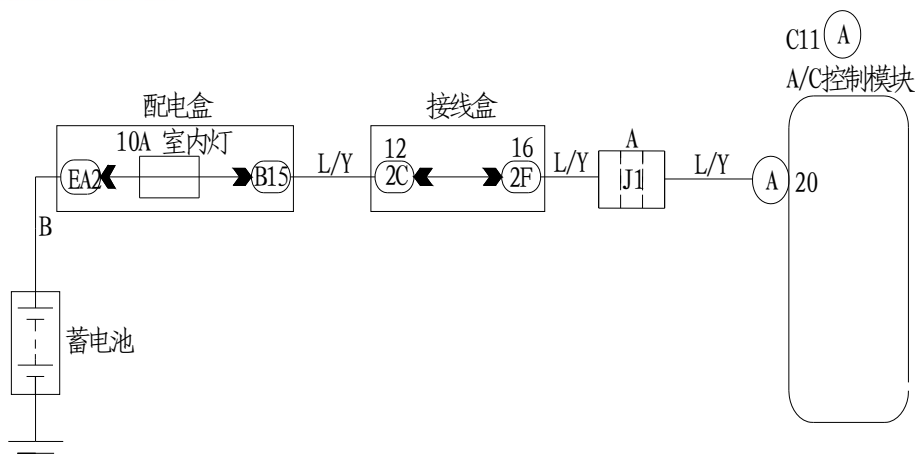 C11 A
A/C控制模块
配电盒
接线盒
10A 室内灯
EA2
B15
L/Y
12
2C
16
2F
L/Y
A
J1
L/Y
A
20
B
蓄电池